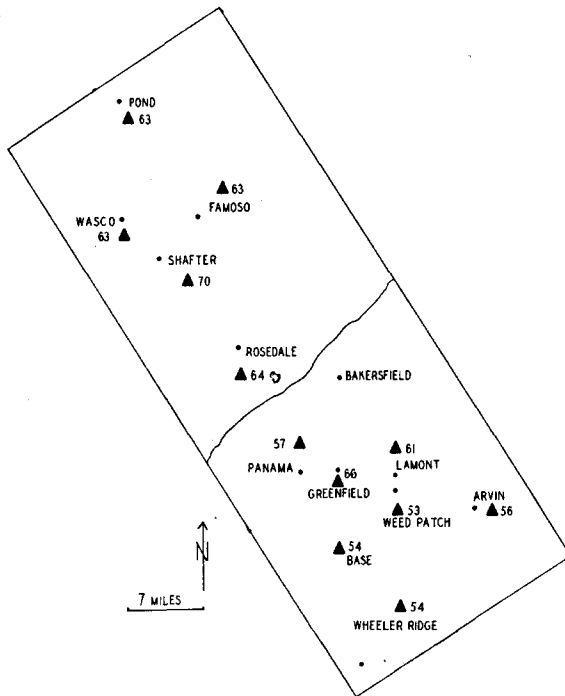 POND
63
63
FAMOSO
WASCO
63
SHAFTER
70
ROSEDALE
64
BAKERSFIELD
57
61
PANAMA
66
LAMONT
GREENFIELD
ARVIN
53
56
WEED PATCH
54
BASE
N
7 MILES
54
WHEELER RIDGE